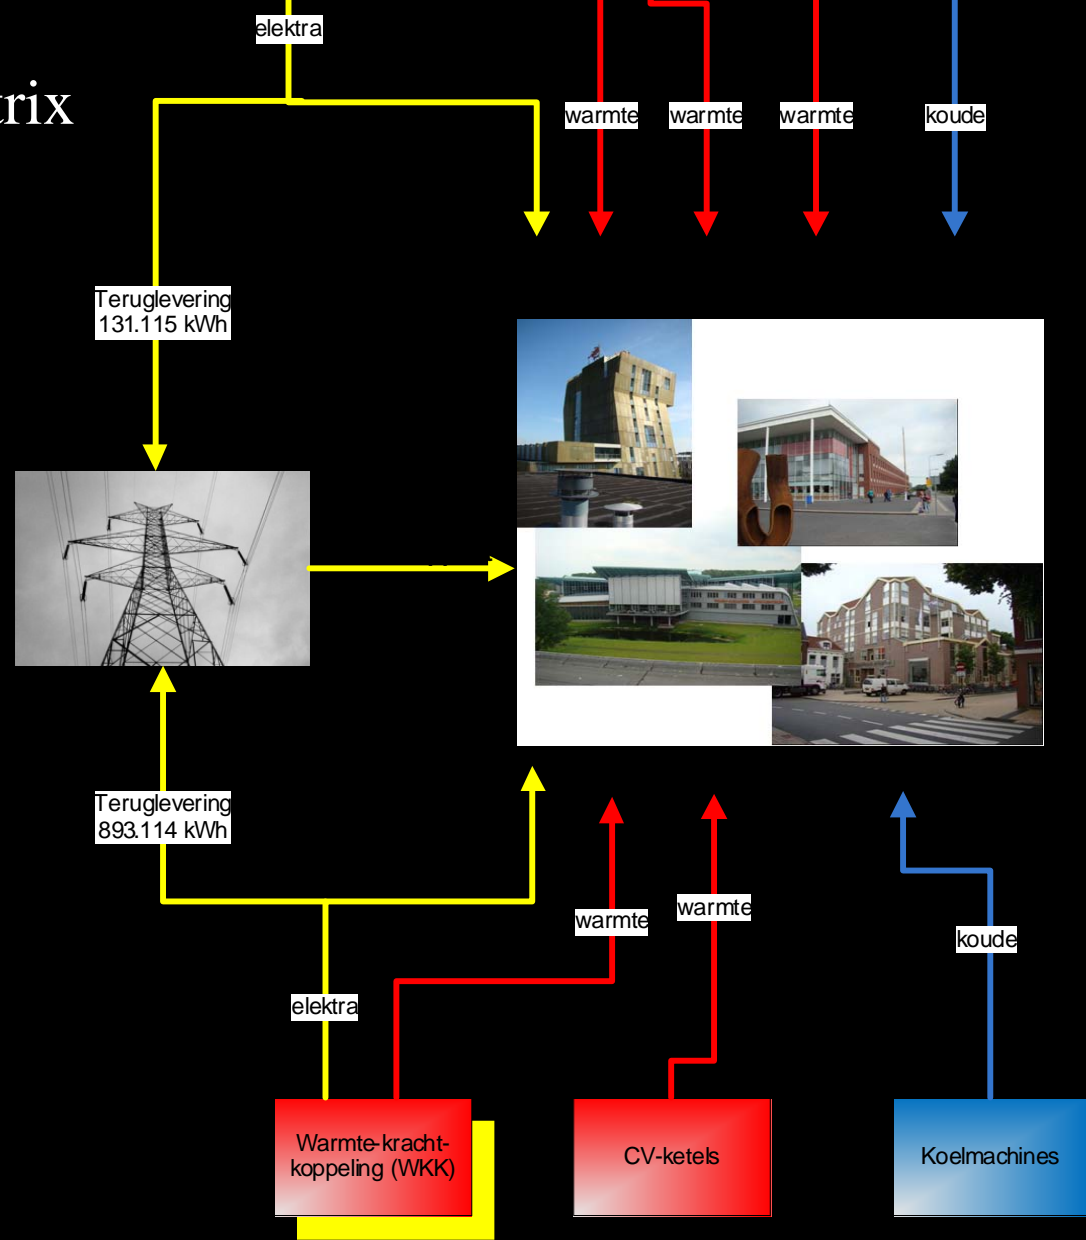 elektra
trix
warmte
warmte
warmte
koude
Teruglevering
131.115 kWh
Teruglevering
893.114 kWh
warmte
warmte
koude
elektra
Warmte-kracht-
koppeling (WKK)
CV-ketels
Koelmachines